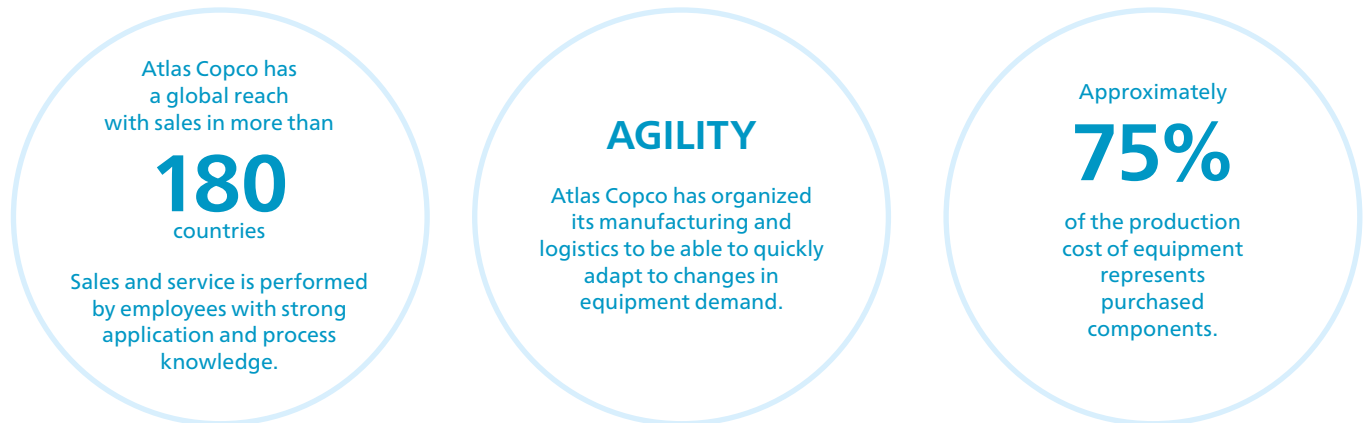 Atlas Copco has
a global reach
with sales in more than
180
countries
Sales and service is performed
by employees with strong
application and process
knowledge.
AGILITY
Atlas Copco has organized
its manufacturing and
logistics to be able to quickly
adapt to changes in
equipment demand.
Approximately
75%
of the production
cost of equipment
represents
purchased
components.